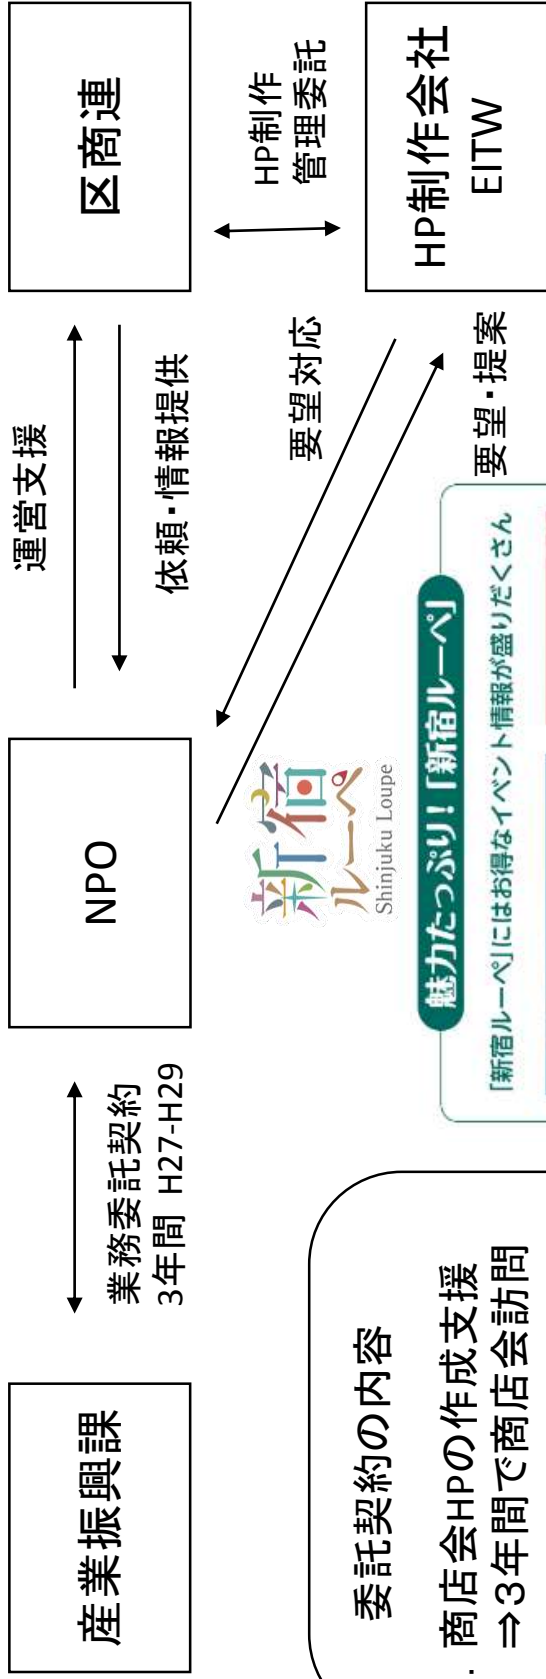 産業振興課
業務委託契約
3年間 H27-H29
NPO
運営支援
依頼・情報提供
区商連
HP制作
管理委託
HP制作会社
EITW
要望対応
要望・提案
新宿
ルーペ
Shinjuku Loupe
魅力たっぷり!「新宿ルーペ」
「新宿ルーペ」にはお得なイベント情報が盛りだくさん
委託契約の内容
商店会HPの作成支援
⇒3年間で商店会訪問